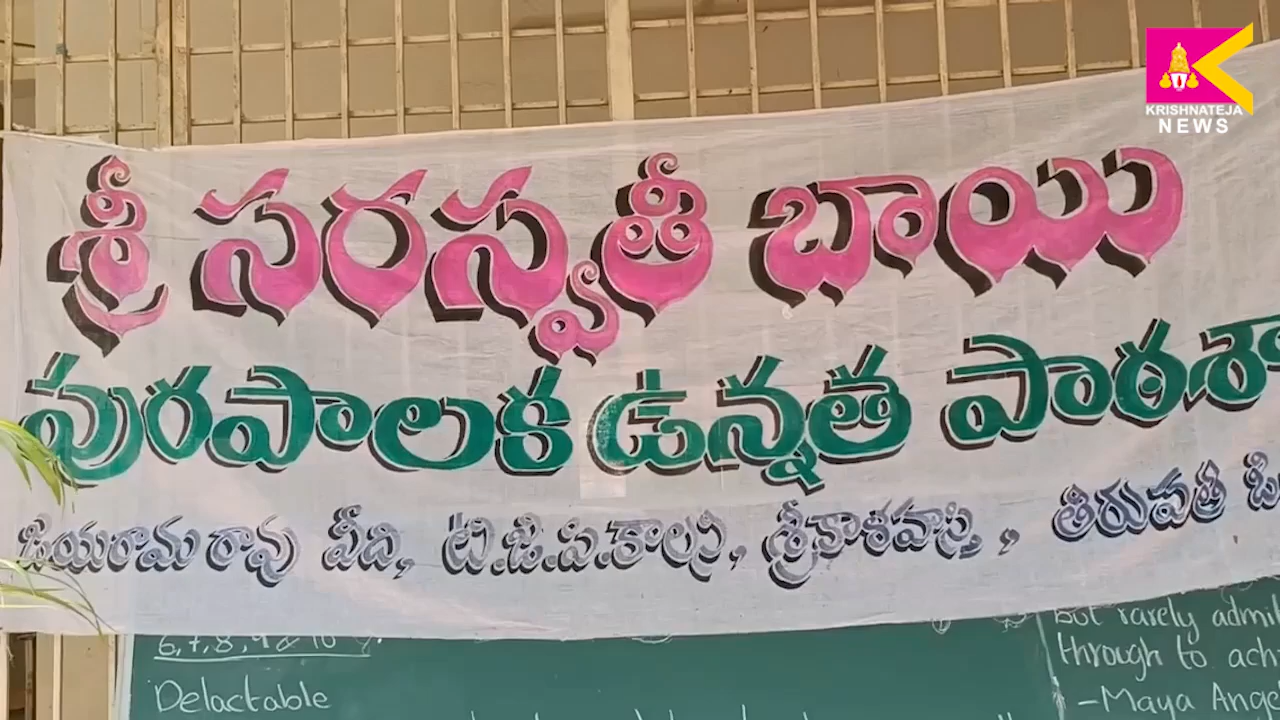 KRISHNATEJA
NEWS
శ్రీ సరస్వతీ బాయి
పురపాలక ఉన్నత పాఠశా
జయరామ రావు వీది, టి.జి.ప.కాలనీ, శ్రీకాళహస్తి, తిరుపతి జి
6,7,8,9 & 10
But rarely admi
through to ach
Delactable
-Maya Ange